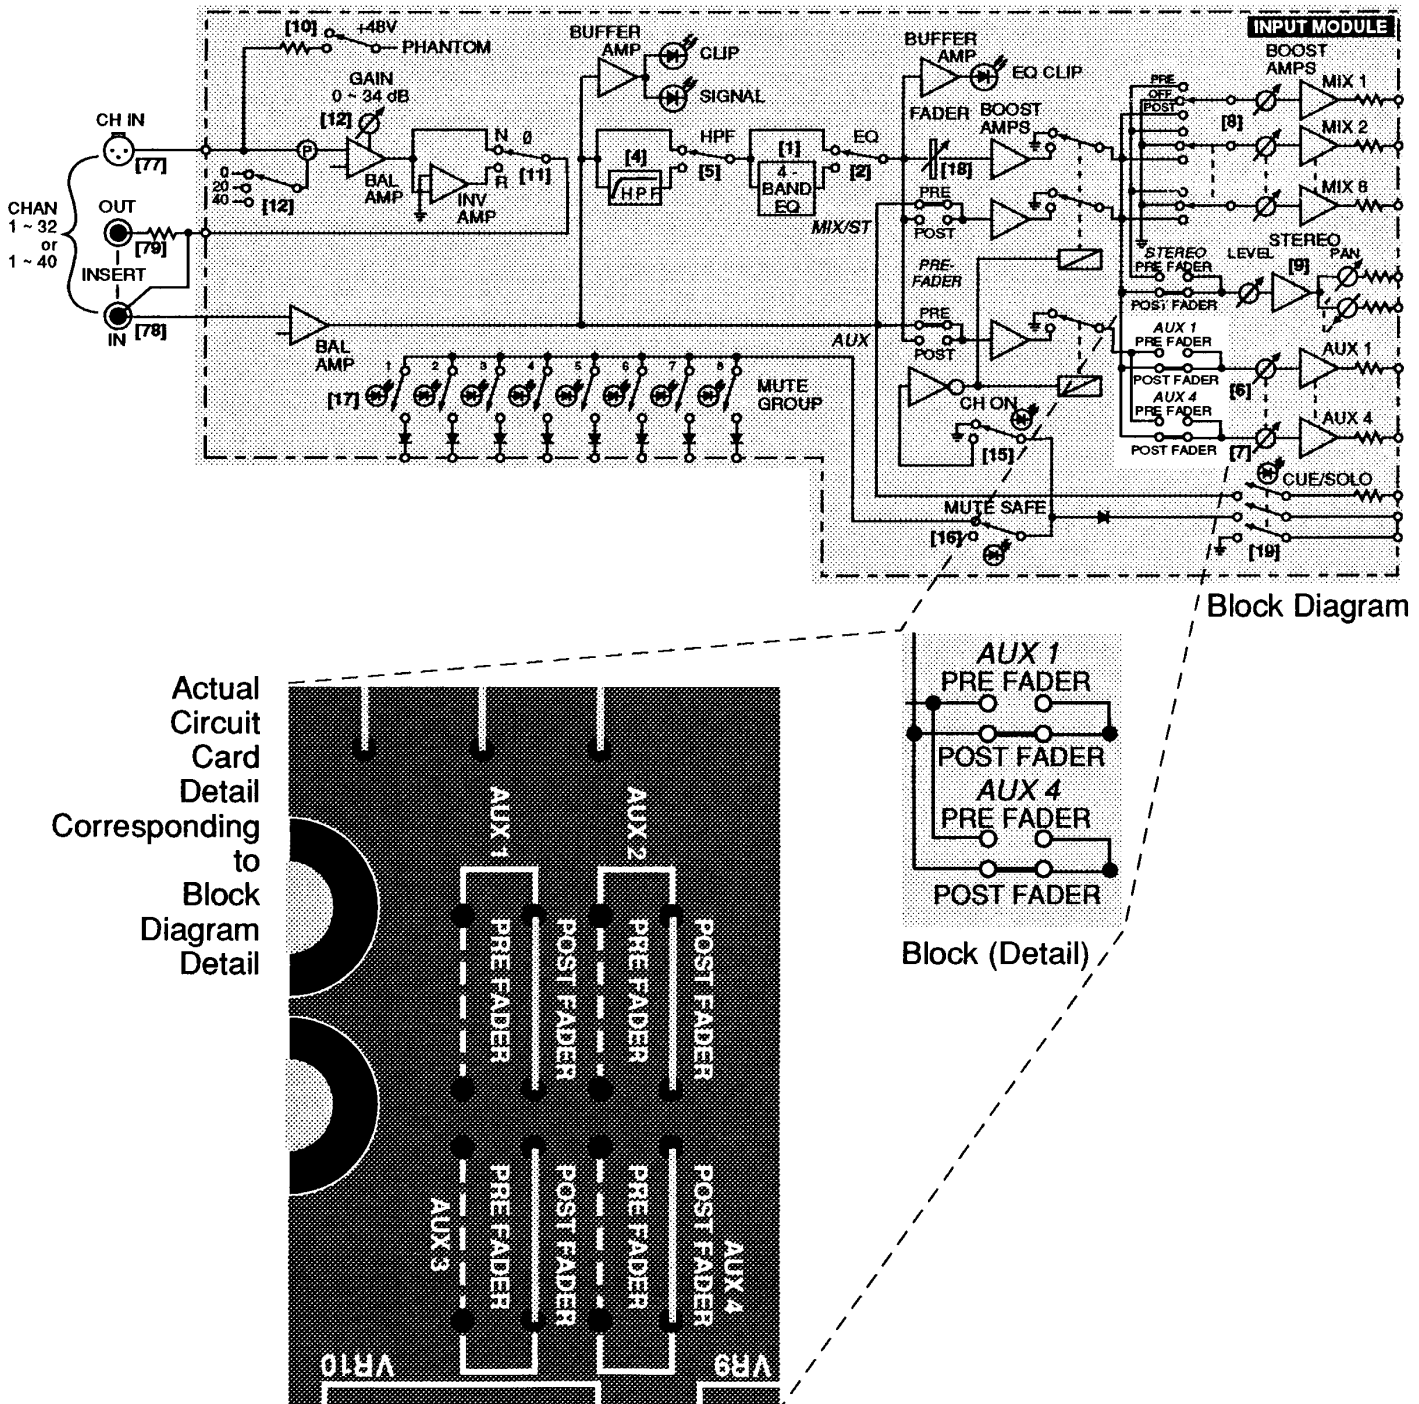 INPUT MODULE
[10]
+48V
PHANTOM
GAIN
0 ~ 34 dB
[12]
CH IN
[77]
P
0
20
40
[12]
BAL
AMP
INV
AMP
N
Ø
R
[11]
BUFFER
AMP
CLIP
SIGNAL
[4]
HPF
HPF
[5]
[1]
4 -
BAND
EQ
EQ
[2]
BUFFER
AMP
EQ CLIP
FADER
[18]
BOOST
AMPS
PRE
POST
MIX/ST
PRE-
FADER
PRE
POST
AUX
PRE
OFF
POST
[8]
BOOST
AMPS
MIX 1
MIX 2
MIX 8
STEREO
PRE FADER
POST FADER
LEVEL
STEREO
[9]
PAN
AUX 1
PRE FADER
POST FADER
[6]
AUX 1
AUX 4
PRE FADER
POST FADER
[7]
AUX 4
CHAN
1 ~ 32
or
1 ~ 40
OUT
[79]
INSERT
IN
[78]
BAL
AMP
[17]
1
2
3
4
5
6
7
8
MUTE
GROUP
CH ON
[15]
MUTE SAFE
[16]
CUE/SOLO
[19]
Block Diagram
Actual
Circuit
Card
Detail
Corresponding
to
Block
Diagram
Detail
AUX 1
PRE FADER
POST FADER
AUX 4
PRE FADER
POST FADER
Block (Detail)
AUX 1
AUX 2
PRE FADER
POST FADER
PRE FADER
POST FADER
AUX 3
PRE FADER
POST FADER
PRE FADER
POST FADER
AUX 4
VR10
VR9